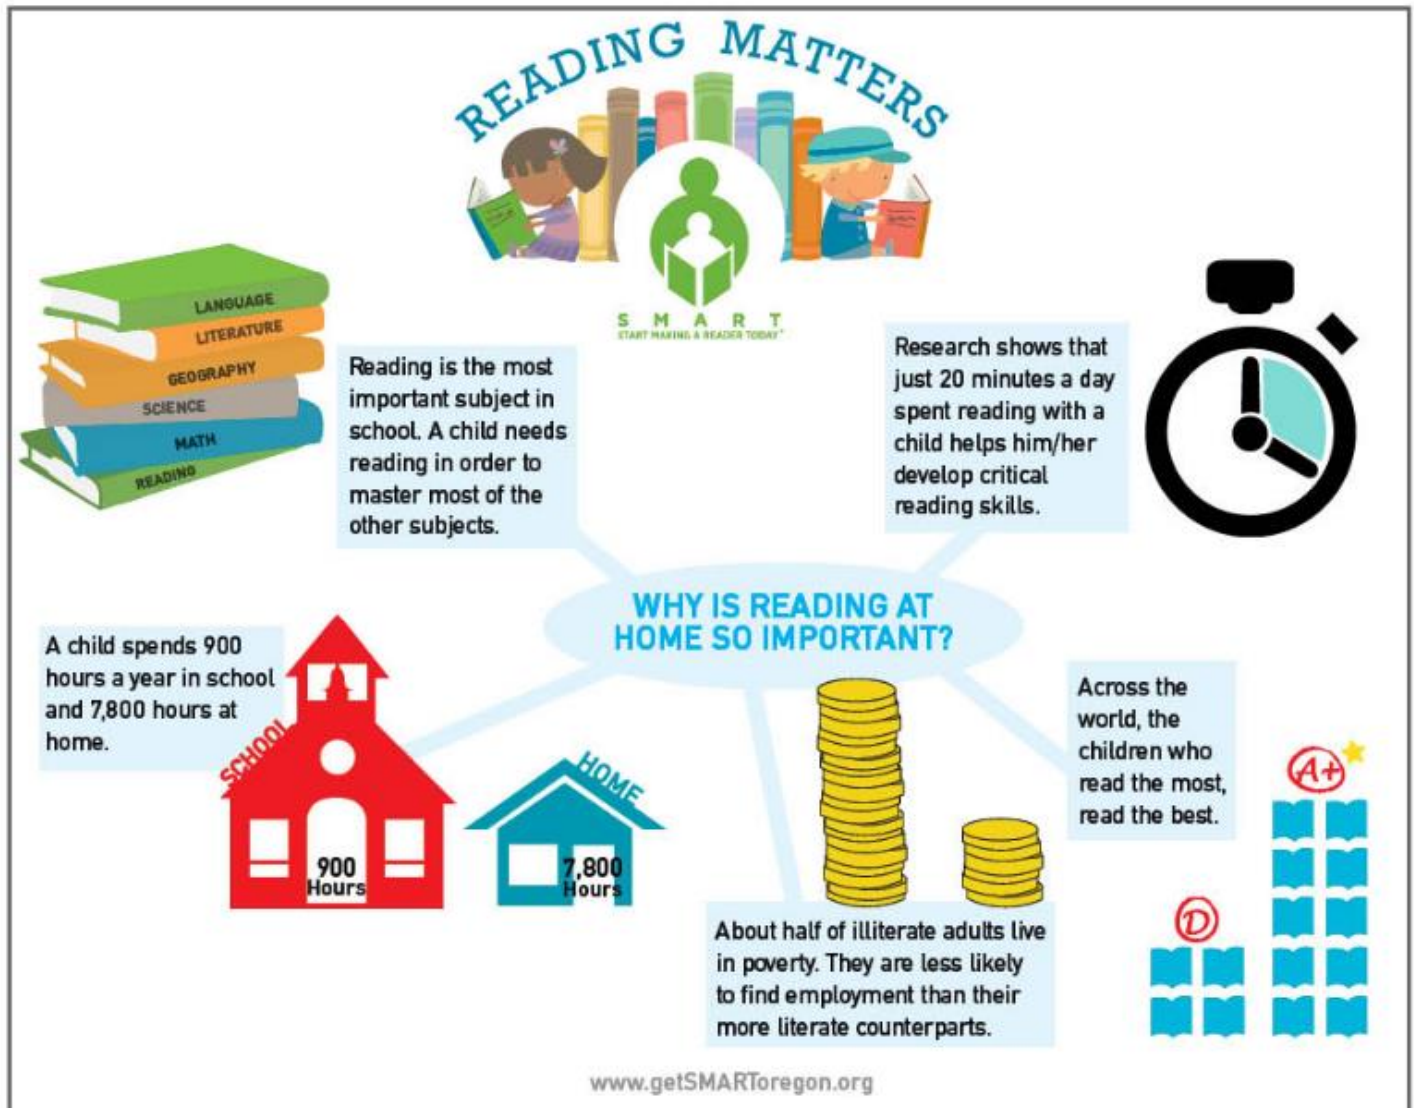 READING MATTERS
SMART
START MAKING A READER TODAY
LANGUAGE
LITERATURE
GEOGRAPHY
SCIENCE
MATH
READING
Reading is the most
important subject in
school. A child needs
reading in order to
master most of the
other subjects.
Research shows that
just 20 minutes a day
spent reading with a
child helps him/her
develop critical
reading skills.
WHY IS READING AT
HOME SO IMPORTANT?
A child spends 900
hours a year in school
and 7,800 hours at
home.
SCHOOL
900
Hours
HOME
7,800
Hours
Across the
world, the
children who
read the most,
read the best.
A+
D
About half of illiterate adults live
in poverty. They are less likely
to find employment than their
more literate counterparts.
www.getSMARToregon.org